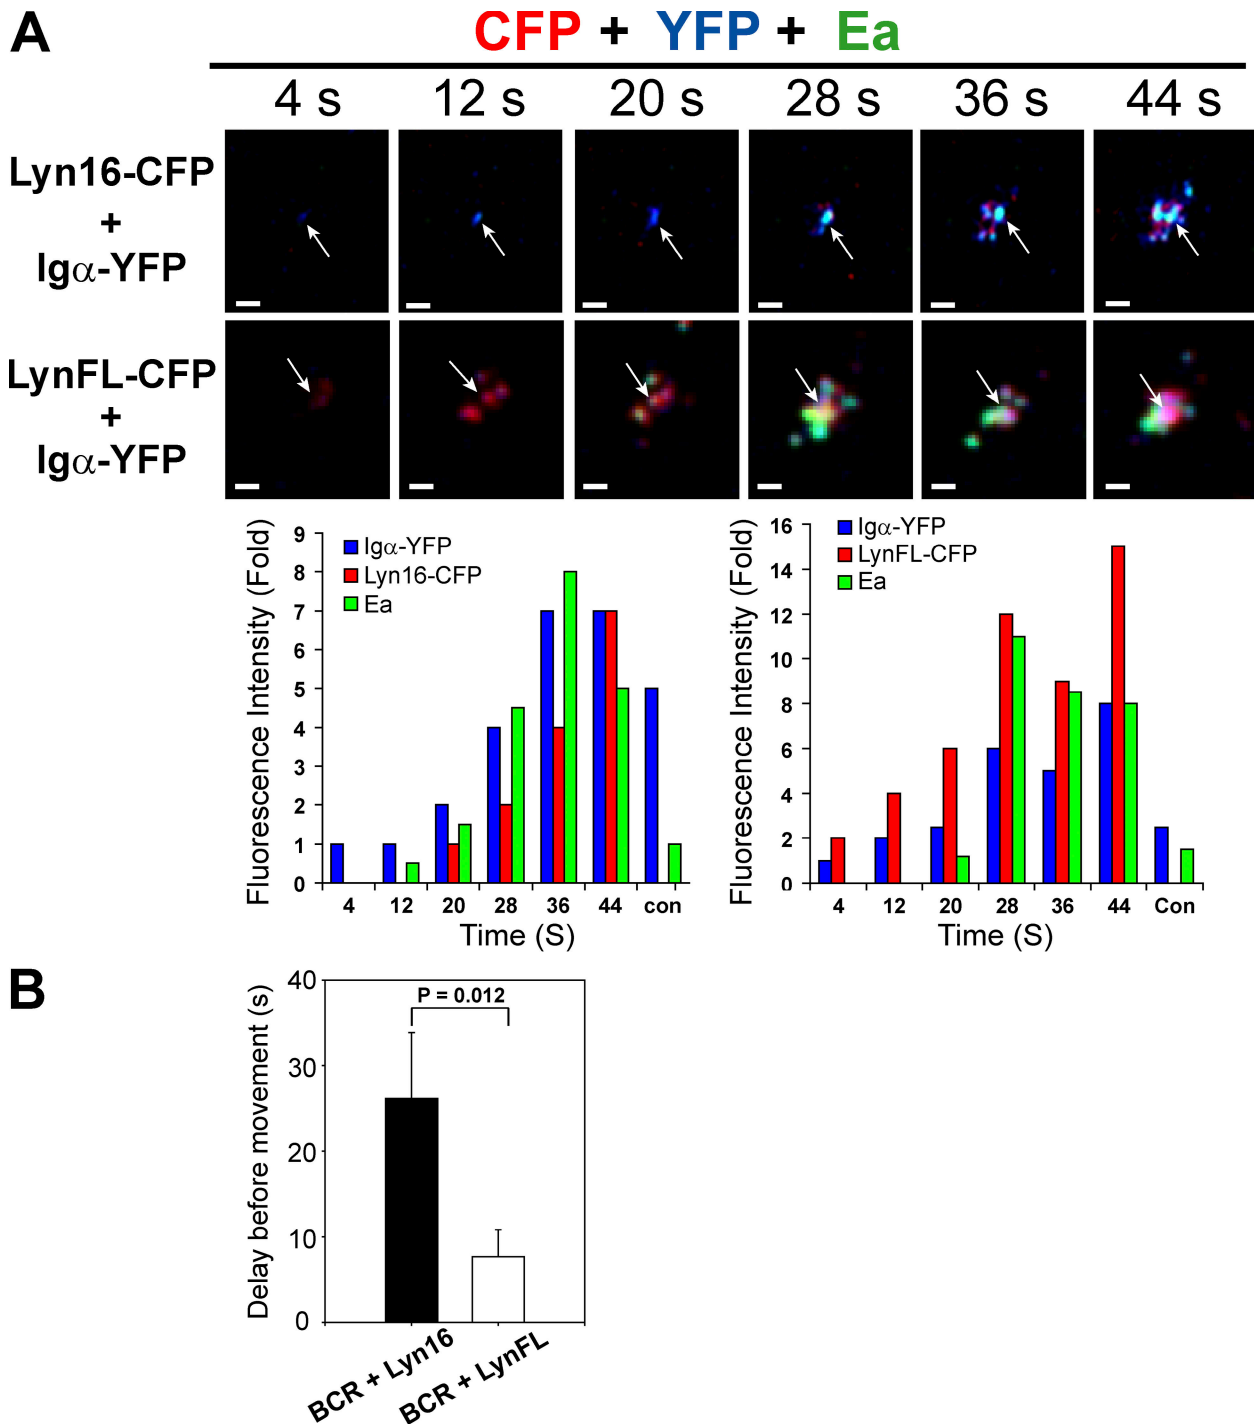 A
CFP + YFP + Ea
4 s 12 s 20 s 28 s 36 s 44 s
Lyn16-CFP
+
Igα-YFP
LynFL-CFP
+
Igα-YFP
Fluorescence Intensity (Fold)
9
8
7
6
5
4
3
2
1
0
Igα-YFP
Lyn16-CFP
Ea
4 12 20 28 36 44 con
Time (S)
Fluorescence Intensity (Fold)
16
14
12
10
8
6
4
2
0
Igα-YFP
LynFL-CFP
Ea
4 12 20 28 36 44 Con
Time (S)
B
Delay before movement (s)
40
30
20
10
0
P = 0.012
BCR + Lyn16
BCR + LynFL